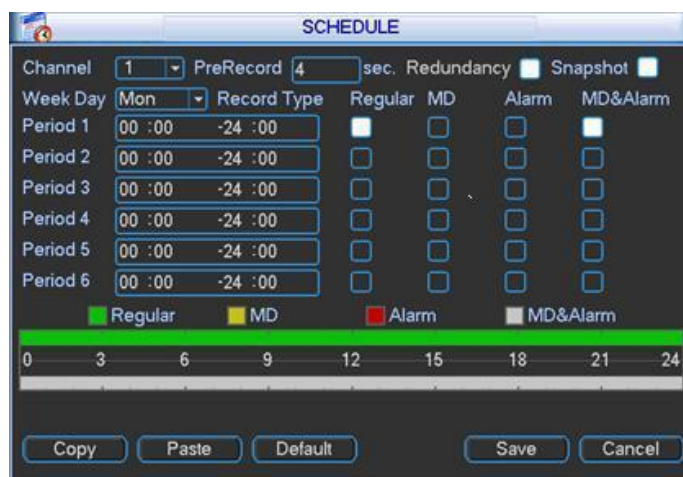 SCHEDULE
Channel 1 PreRecord 4 sec. Redundancy Snapshot
Week Day Mon Record Type Regular MD Alarm MD&Alarm
Period 1 00 :00 -24 :00
Period 2 00 :00 -24 :00
Period 3 00 :00 -24 :00
Period 4 00 :00 -24 :00
Period 5 00 :00 -24 :00
Period 6 00 :00 -24 :00
Regular MD Alarm MD&Alarm
0 3 6 9 12 15 18 21 24
Copy Paste Default Save Cancel